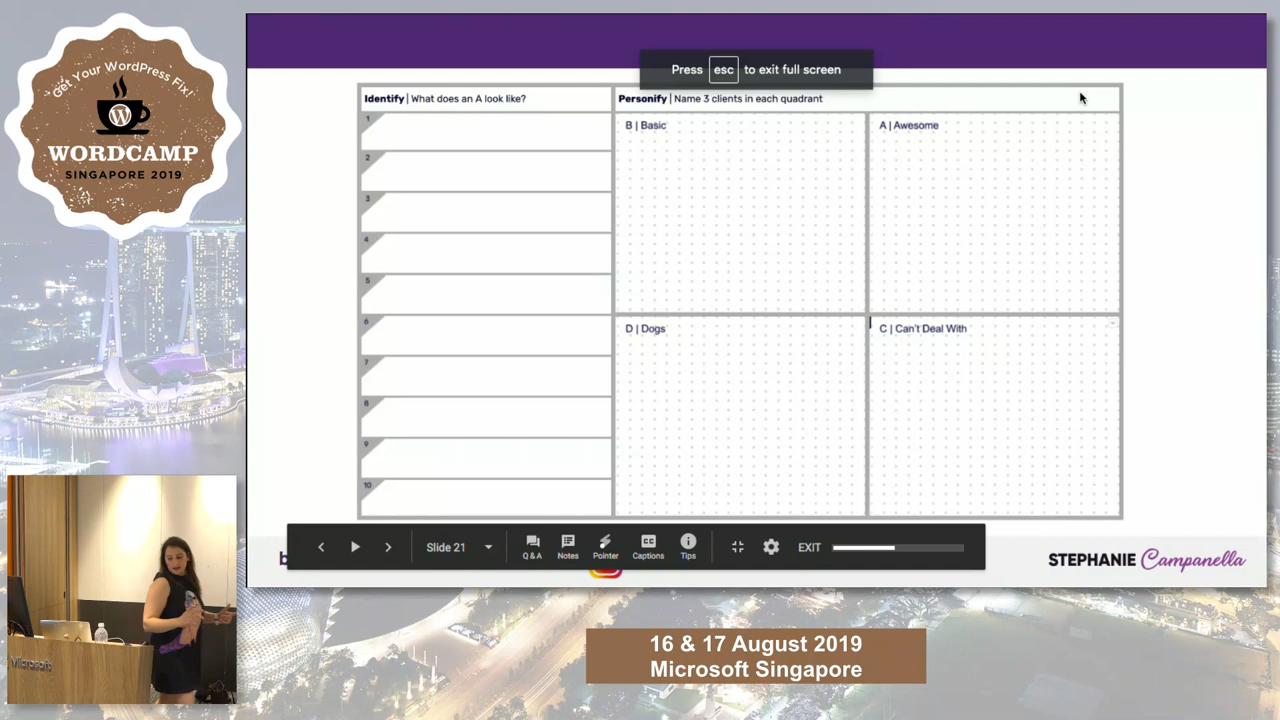 Get Your WordPress Fix!
WORDCAMP
SINGAPORE 2019
Press esc to exit full screen
Identify | What does an A look like?
Personify | Name 3 clients in each quadrant
1
2
3
4
5
6
7
8
9
10
B | Basic
A | Awesome
D | Dogs
C | Can't Deal With
Slide 21
Q&A
Notes
Pointer
Captions
Tips
EXIT
b
STEPHANIE Campanella
Microsoft
16 & 17 August 2019
Microsoft Singapore